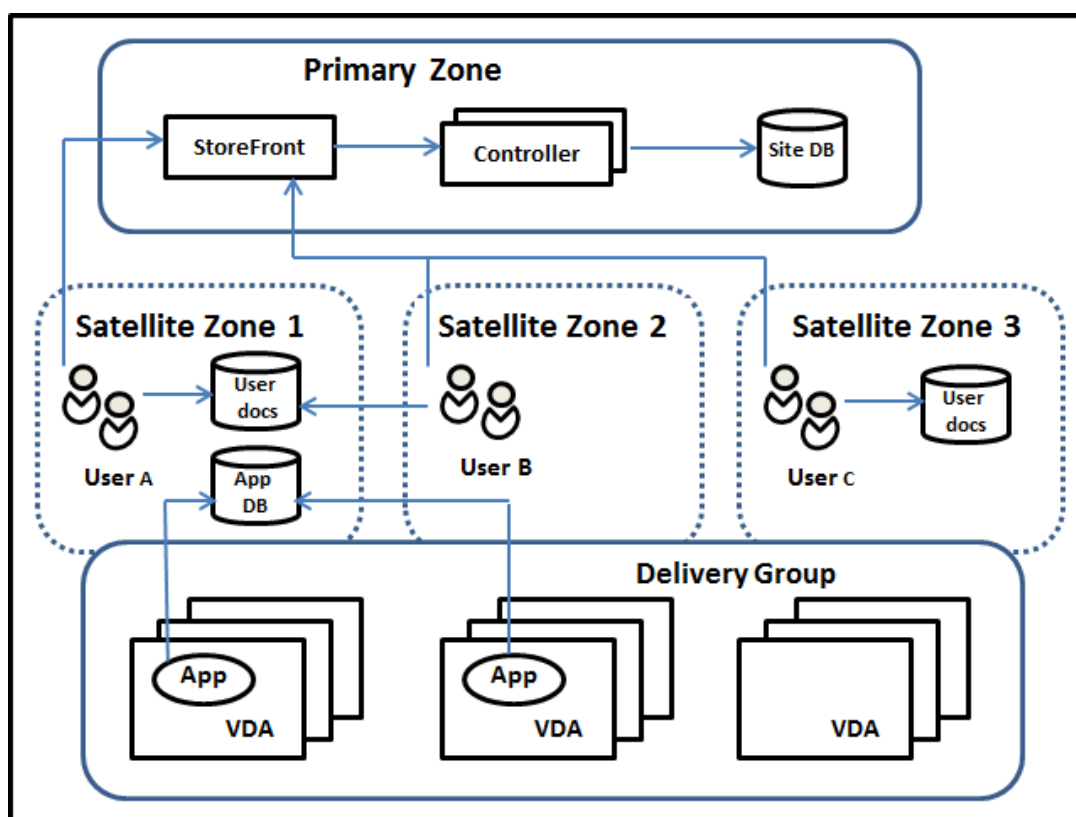 Primary Zone
StoreFront
Controller
Site DB
Satellite Zone 1
Satellite Zone 2
Satellite Zone 3
User
docs
User A
App
DB
User B
User
docs
User C
Delivery Group
App
VDA
App
VDA
VDA